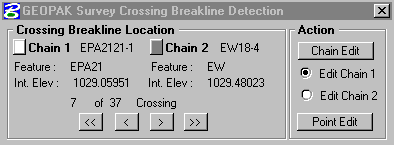 GEOPAK Survey Crossing Breakline Detection
Crossing Breakline Location
Chain 1 EPA2121-1 Chain 2 EW18-4
Feature : EPA21 Feature : EW
Int. Elev : 1029.05951 Int. Elev : 1029.48023
7 of 37 Crossing
<< < > >>
Action
Chain Edit
Edit Chain 1
Edit Chain 2
Point Edit